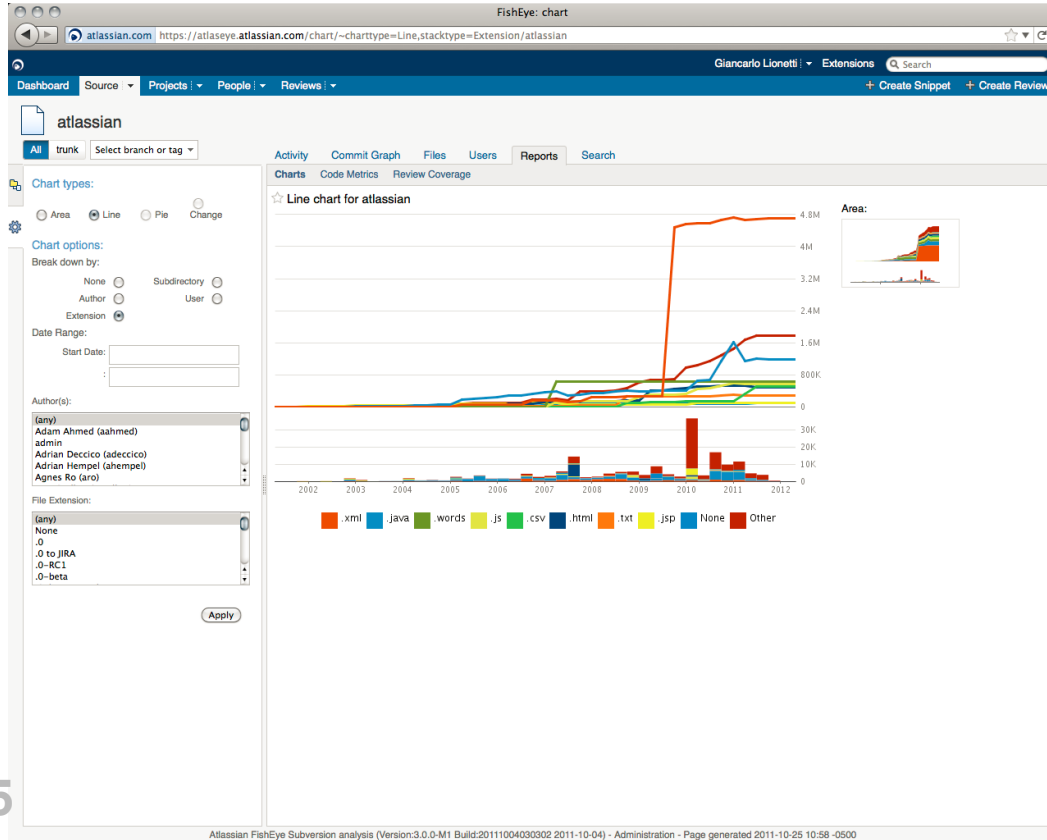 FishEye: chart
atlassian.com https://atlaseye.atlassian.com/chart/~charttype=Line,stacktype=Extension/atlassian
Giancarlo Lionetti Extensions Search
Dashboard Source Projects People Reviews + Create Snippet + Create Review
atlassian
All trunk Select branch or tag
Activity Commit Graph Files Users Reports Search
Charts Code Metrics Review Coverage
Chart types:
Area Line Pie Change
Chart options:
Break down by:
None Subdirectory
Author User
Extension
Date Range:
Start Date:
:
Author(s):
(any)
Adam Ahmed (aahmed)
admin
Adrian Deccico (adeccico)
Adrian Hempel (ahempel)
Agnes Ro (aro)
File Extension:
(any)
None
.0
.0 to JIRA
.0-RC1
.0-beta
Apply
Line chart for atlassian
4.8M
4M
3.2M
2.4M
1.6M
800K
0
30K
20K
10K
0
2002 2003 2004 2005 2006 2007 2008 2009 2010 2011 2012
.xml .java .words .js .csv .html .txt .jsp None Other
Area:
5
Atlassian FishEye Subversion analysis (Version:3.0.0-M1 Build:20111004030302 2011-10-04) - Administration - Page generated 2011-10-25 10:58 -0500